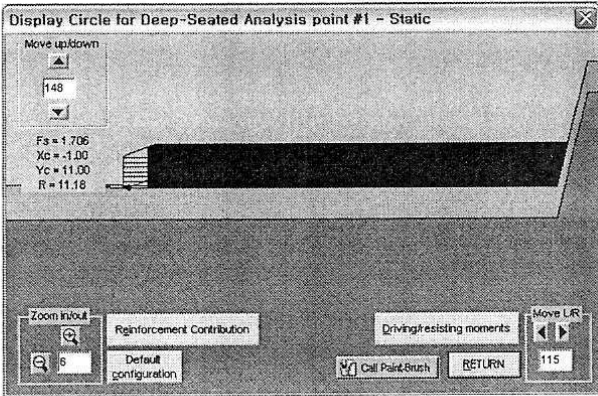 Display Circle for Deep-Seated Analysis point #1 - Static
Move up/down
148
Fs = 1.706
Xc = -1.00
Yc = 11.00
R = 11.18
Zoom in/out
6
Reinforcement Contribution
Default
configuration
Driving/resisting moments
Call Paint-Brush
RETURN
Move L/R
115